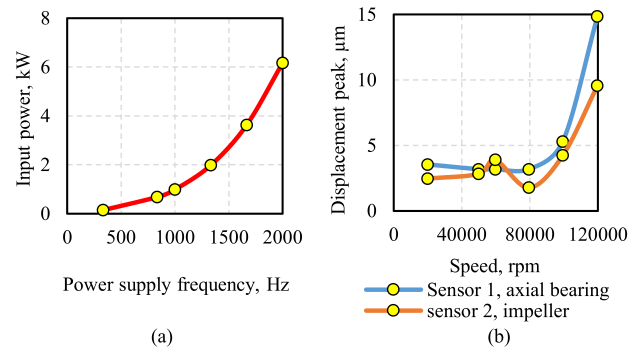 (a)
(b)
8
6
4
2
0
Input power, kW
0 500 1000 1500 2000
Power supply frequency, Hz
15
10
5
0
Displacement peak, μm
0 40000 80000 120000
Speed, rpm
Sensor 1, axial bearing
sensor 2, impeller
(a)
(b)